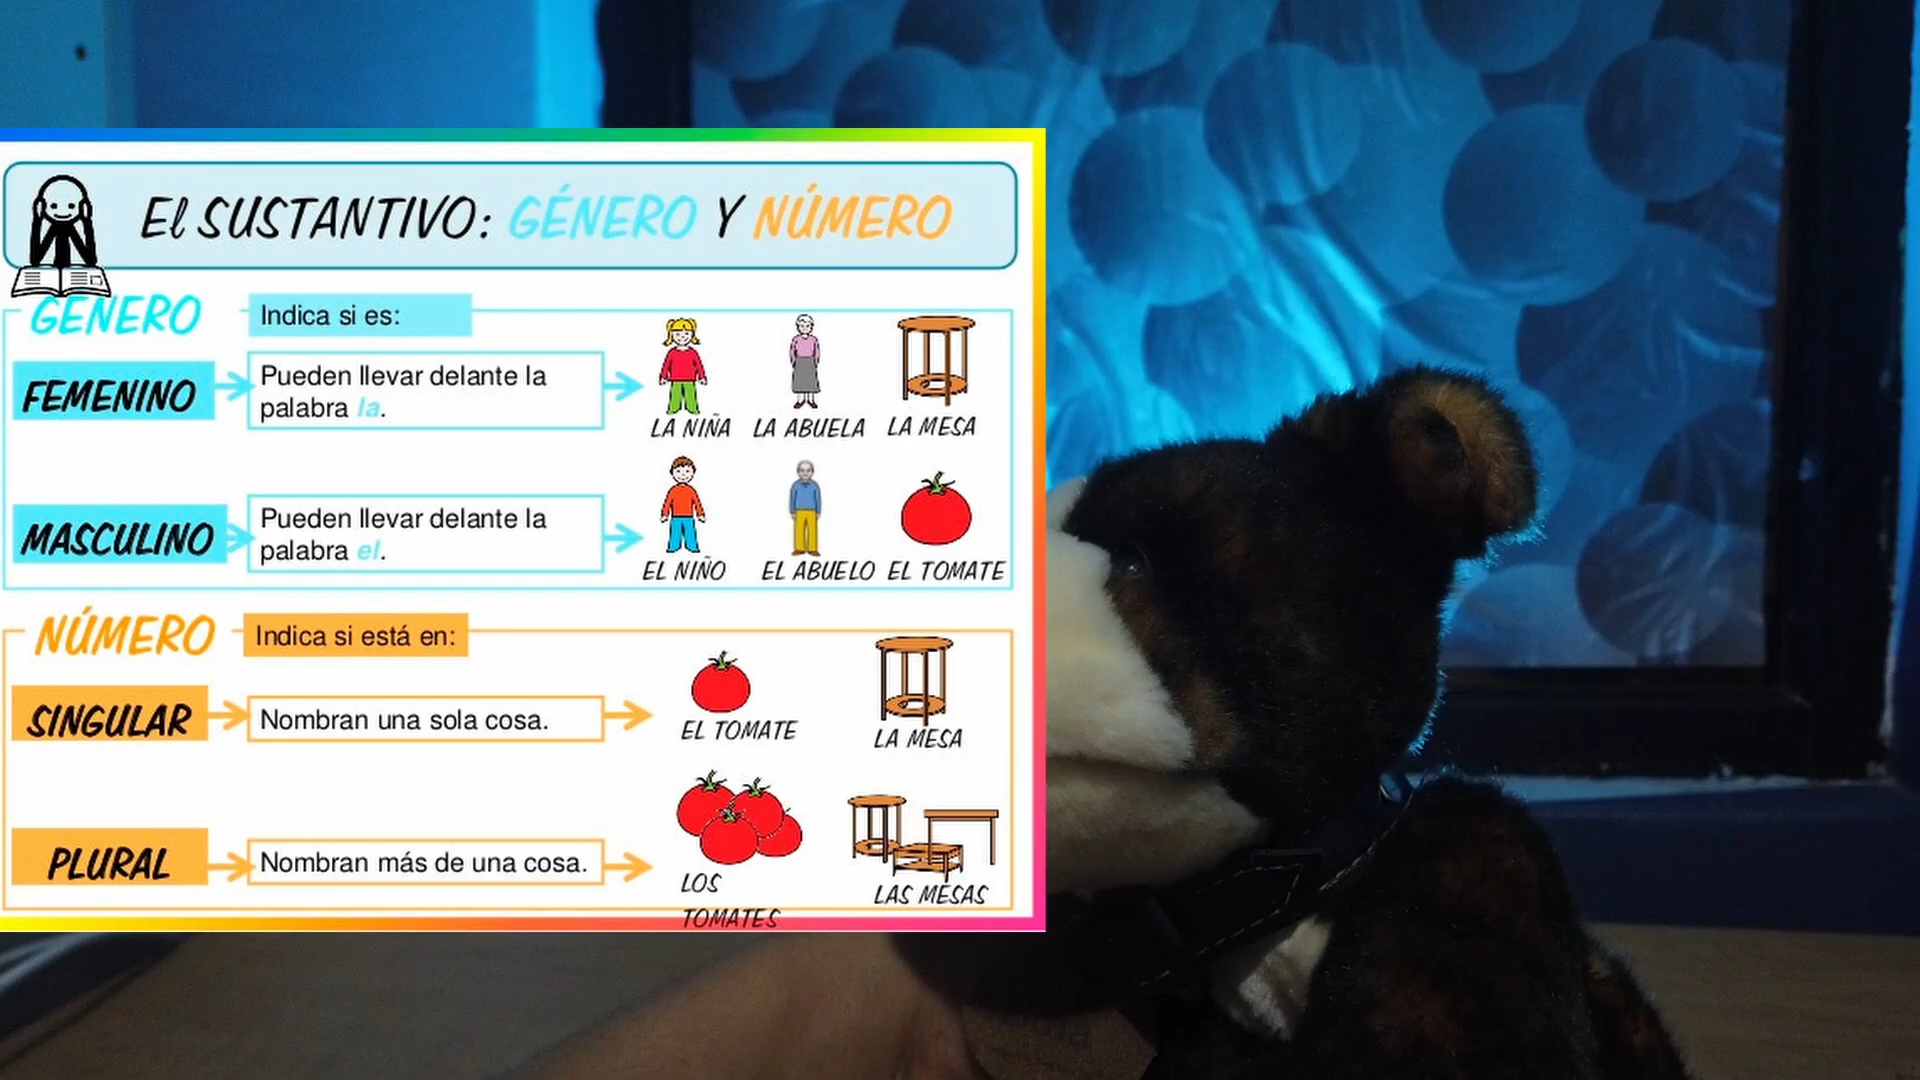 El SUSTANTIVO: GÉNERO Y NÚMERO
GÉNERO
Indica si es:
FEMENINO
Pueden llevar delante la
palabra la.
LA NIÑA LA ABUELA LA MESA
MASCULINO
Pueden llevar delante la
palabra el.
EL NIÑO EL ABUELO EL TOMATE
NÚMERO
Indica si está en:
SINGULAR
Nombran una sola cosa.
EL TOMATE LA MESA
PLURAL
Nombran más de una cosa.
LOS
TOMATES
LAS MESAS